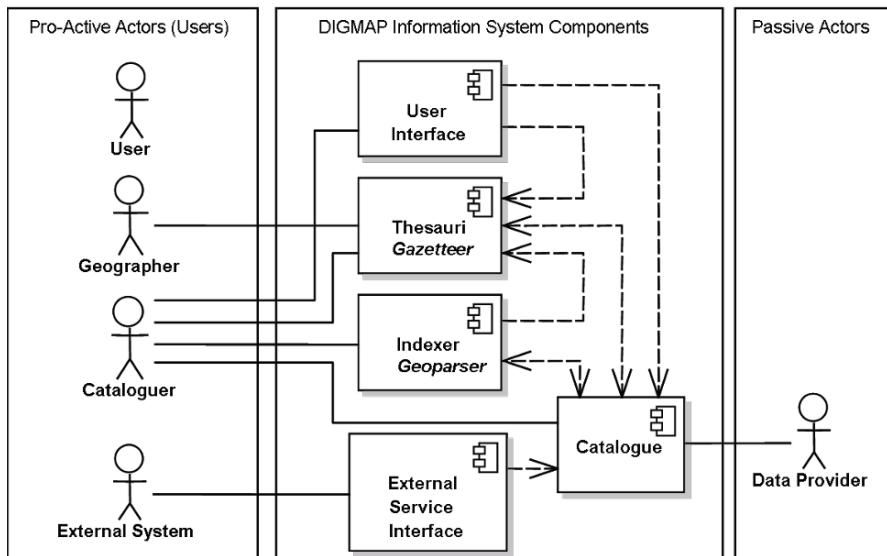 Pro-Active Actors (Users)
DIGMAP Information System Components
Passive Actors
User
Geographer
Cataloguer
External System
User
Interface
Thesauri
Gazetteer
Indexer
Geoparser
External
Service
Interface
Catalogue
Data Provider